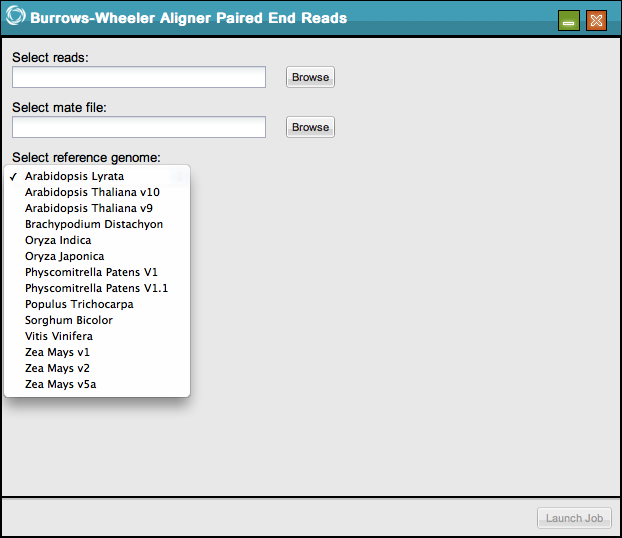 Burrows-Wheeler Aligner Paired End Reads
Select reads:
Browse
Select mate file:
Browse
Select reference genome:
✓ Arabidopsis Lyrata
Arabidopsis Thaliana v10
Arabidopsis Thaliana v9
Brachypodium Distachyon
Oryza Indica
Oryza Japonica
Physcomitrella Patens V1
Physcomitrella Patens V1.1
Populus Trichocarpa
Sorghum Bicolor
Vitis Vinifera
Zea Mays v1
Zea Mays v2
Zea Mays v5a
Launch Job